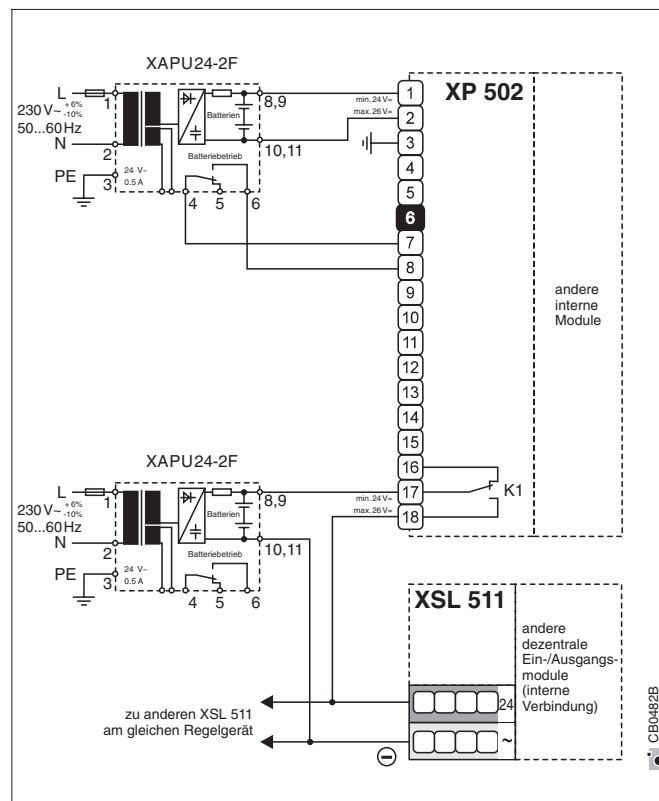 XAPU24-2F
L
1
230 V~ +6% -10%
50...60 Hz
N
2
PE
3
24 V~
0.5 A
Batterien
Batteriebetrieb
8,9
10,11
4 5 6
min. 24 V=
max. 26 V=
XP 502
1
2
3
4
5
6
7
8
9
10
11
12
13
14
15
16
17
18
K1
andere
interne
Module
XAPU24-2F
L
1
230 V~ +6% -10%
50...60 Hz
N
2
PE
3
24 V~
0.5 A
Batterien
Batteriebetrieb
8,9
10,11
4 5 6
min. 24 V=
max. 26 V=
XSL 511
24
~
andere
dezentrale
Ein-/Ausgangs-
module
(interne
Verbindung)
zu anderen XSL 511
am gleichen Regelgerät
CB0482B